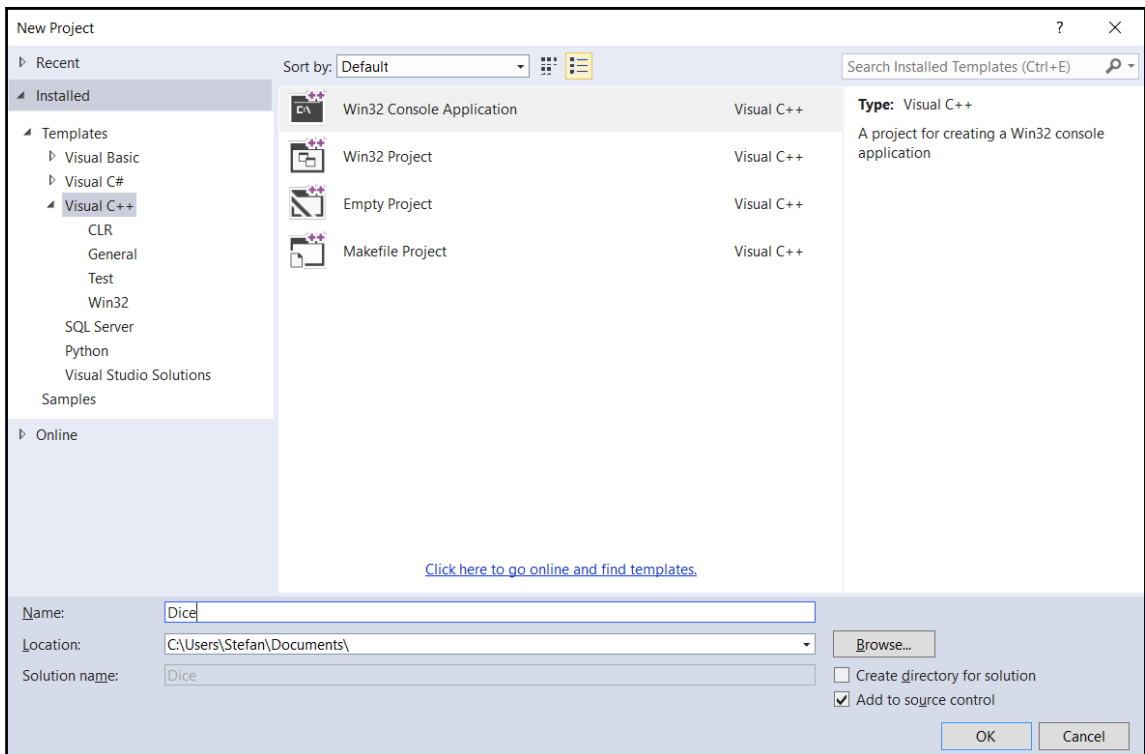 New Project
?
Recent
Installed
Templates
Visual Basic
Visual C#
Visual C++
CLR
General
Test
Win32
SQL Server
Python
Visual Studio Solutions
Samples
Online
Sort by: Default
Search Installed Templates (Ctrl+E)
Win32 Console Application Visual C++
Win32 Project Visual C++
Empty Project Visual C++
Makefile Project Visual C++
Click here to go online and find templates.
Type: Visual C++
A project for creating a Win32 console
application
Name: Dice
Location: C:\Users\Stefan\Documents\ Browse...
Solution name: Dice
Create directory for solution
Add to source control
OK Cancel